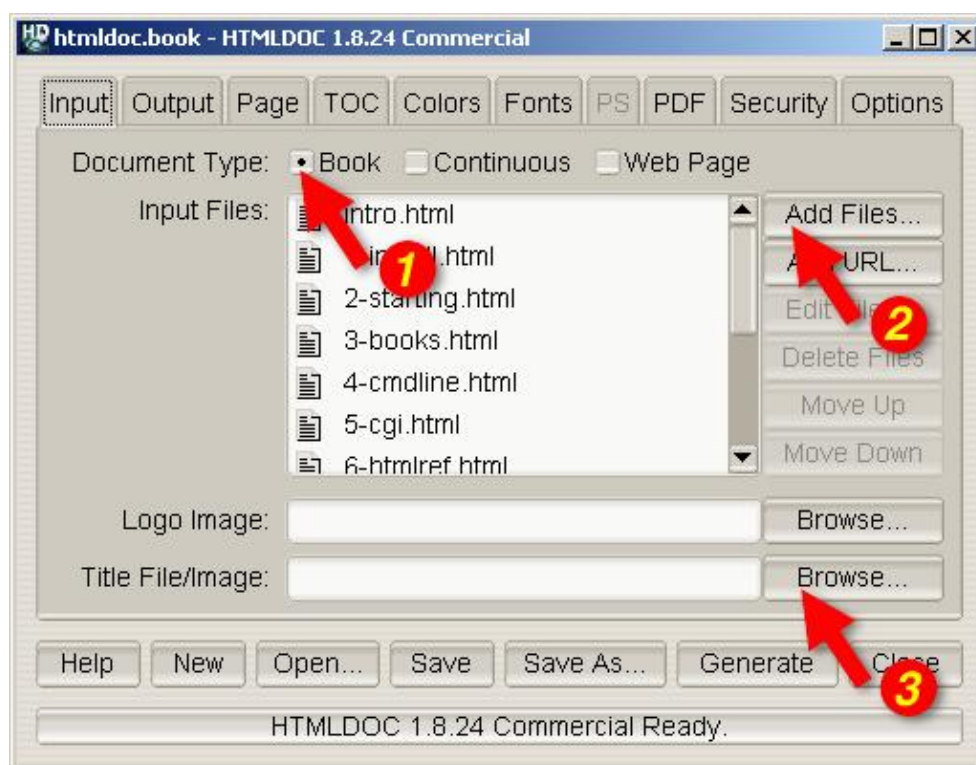 htmldoc.book - HTMLDOC 1.8.24 Commercial
Input Output Page TOC Colors Fonts PS PDF Security Options
Document Type: Book Continuous Web Page
Input Files: intro.html Add Files...
.html URL...
2-starting.html Edit
3-books.html Delete Files
4-cmdline.html Move Up
5-cgi.html Move Down
6-htmlref.html
1
2
Logo Image: Browse...
Title File/Image: Browse...
Help New Open... Save Save As... Generate Close
3
HTMLDOC 1.8.24 Commercial Ready.